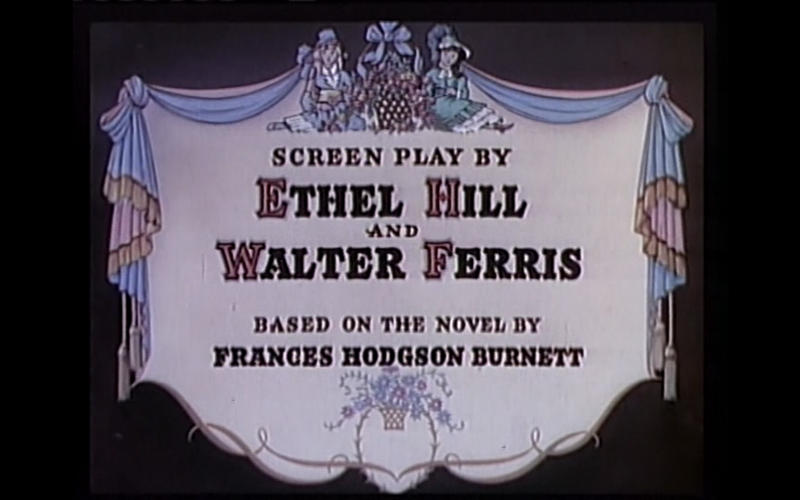 SCREEN PLAY BY
ETHEL HILL
AND
WALTER FERRIS
BASED ON THE NOVEL BY
FRANCES HODGSON BURNETT